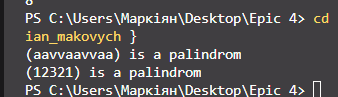 8
PS C:\Users\Маркіян\Desktop\Epic 4> cd
ian_makovych }
(aavvaavvaa) is a palindrom
(12321) is a palindrom
PS C:\Users\Маркіян\Desktop\Epic 4>